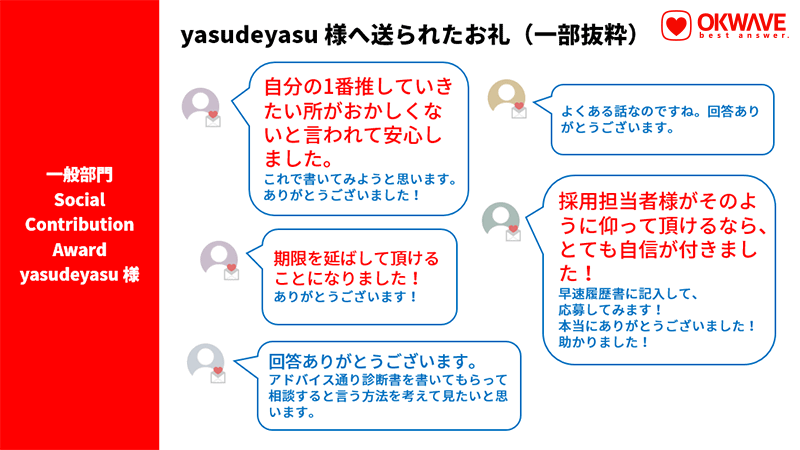 一般部門
Social
Contribution
Award
yasudeyasu 様
yasudeyasu 様へ送られたお礼（一部抜粋）
OKWAVE
best answer.
自分の1番推していき
たい所がおかしくな
いと言われて安心し
ました。
これで書いてみようと思います。
ありがとうございました！
よくある話なのですね。回答あり
がとうございます。
期限を延ばして頂ける
ことになりました！
ありがとうございます！
採用担当者様がそのよ
うに仰って頂けるなら、
とても自信が付きまし
た！
早速履歴書に記入して、
応募してみます！
本当にありがとうございました！
助かりました！
回答ありがとうございます。
アドバイス通り診断書を書いてもらって
相談すると言う方法を考えて見たいと思
います。